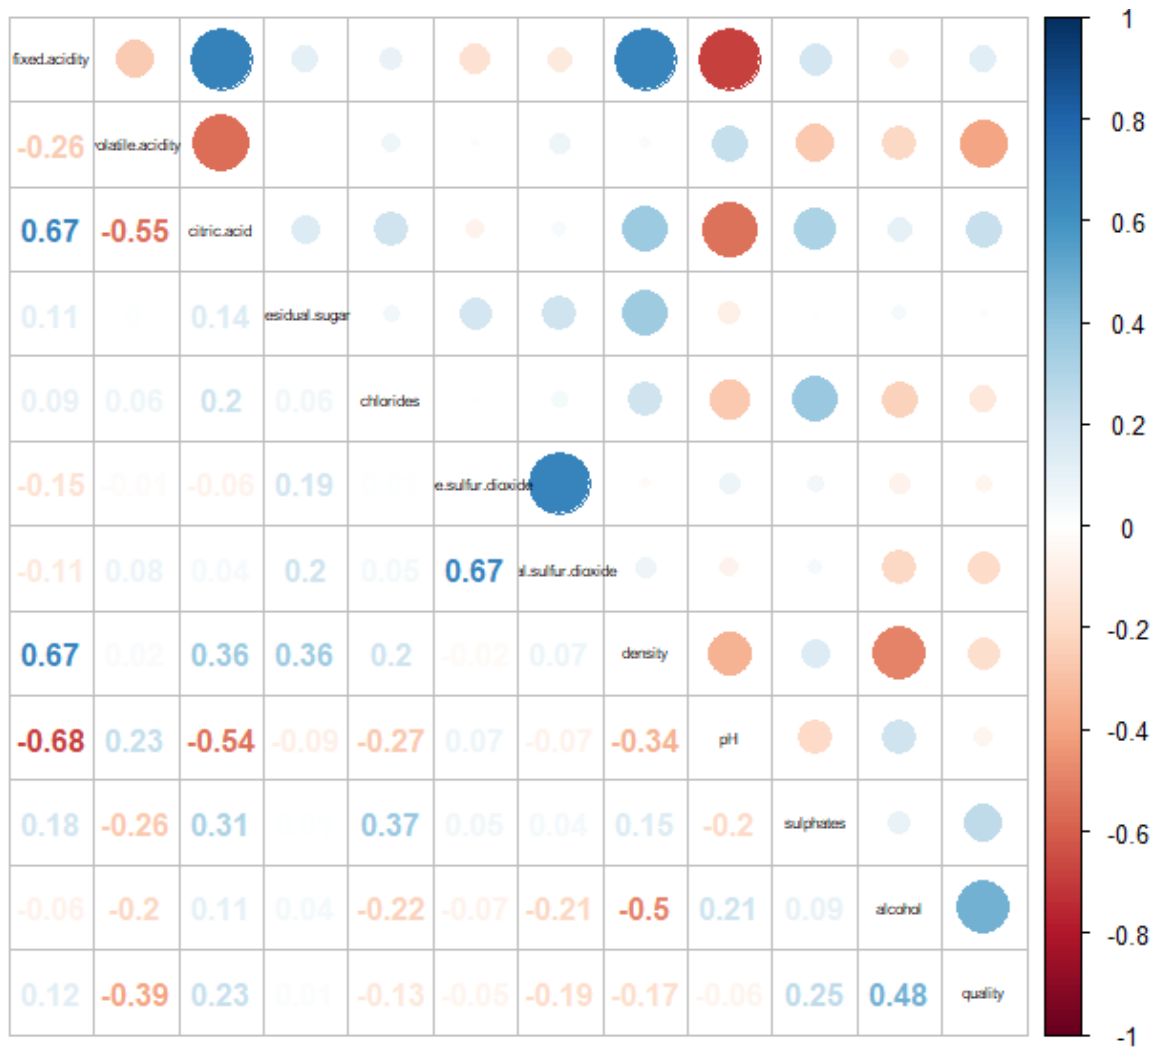 fixed.acidity
1
-0.26 volatile.acidity
0.8
0.67 -0.55 citric.acid
0.6
0.11 0.14 esidual.sugar
0.4
0.09 0.06 0.2 0.06 chlorides
0.2
-0.15 -0.01 -0.06 0.19 e.sulfur.dioxide
0
-0.11 0.08 0.04 0.2 0.05 0.67 al.sulfur.dioxide
-0.2
0.67 0.02 0.36 0.36 0.2 -0.02 0.07 density
-0.4
-0.68 0.23 -0.54 -0.09 -0.27 0.07 -0.07 -0.34 pH
-0.6
0.18 -0.26 0.31 0.01 0.37 0.05 0.04 0.15 -0.2 sulphates
-0.06 -0.2 0.11 0.04 -0.22 -0.07 -0.21 -0.5 0.21 0.09 alcohol
-0.8
0.12 -0.39 0.23 0.01 -0.13 -0.05 -0.19 -0.17 -0.06 0.25 0.48 quality
-1